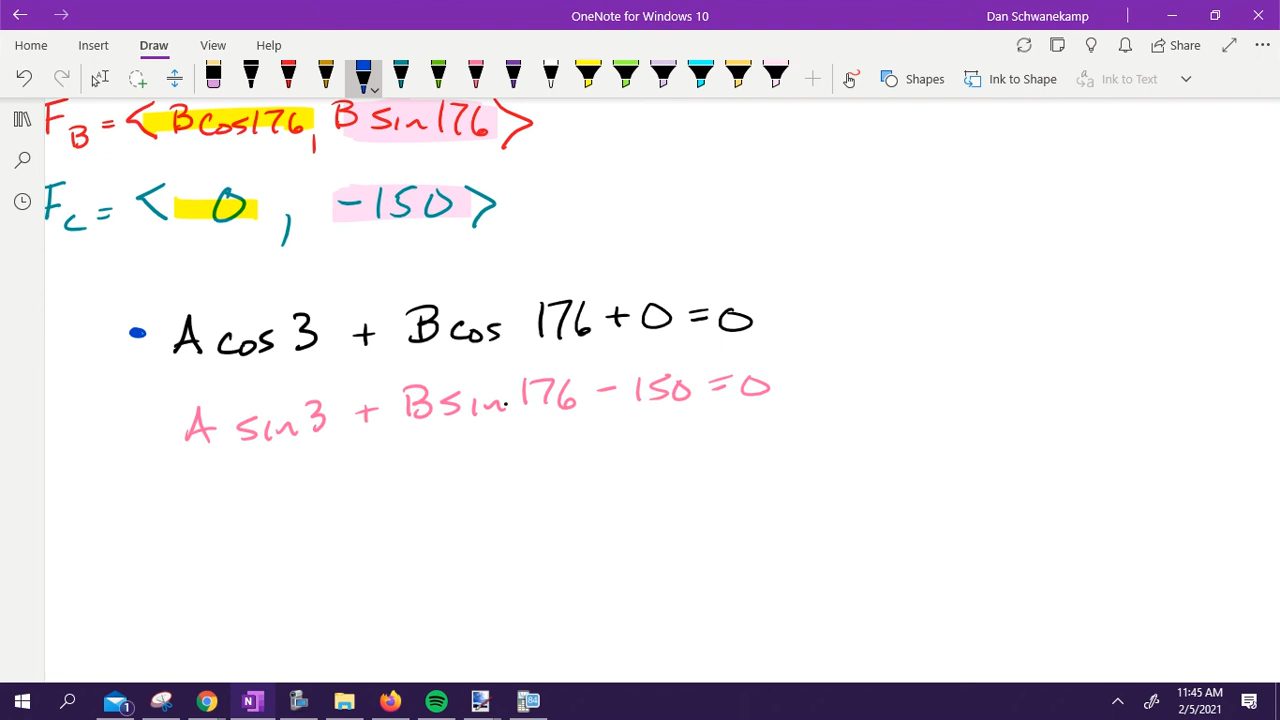 OneNote for Windows 10
Dan Schwanekamp
Home Insert Draw View Help
Share
Shapes Ink to Shape Ink to Text
F_B = <Bcos176, B sin 176>
F_C = < 0 , -150>
• A cos 3 + B cos 176 + 0 = 0
A sin 3 + B sin 176 - 150 = 0
11:45 AM
2/5/2021